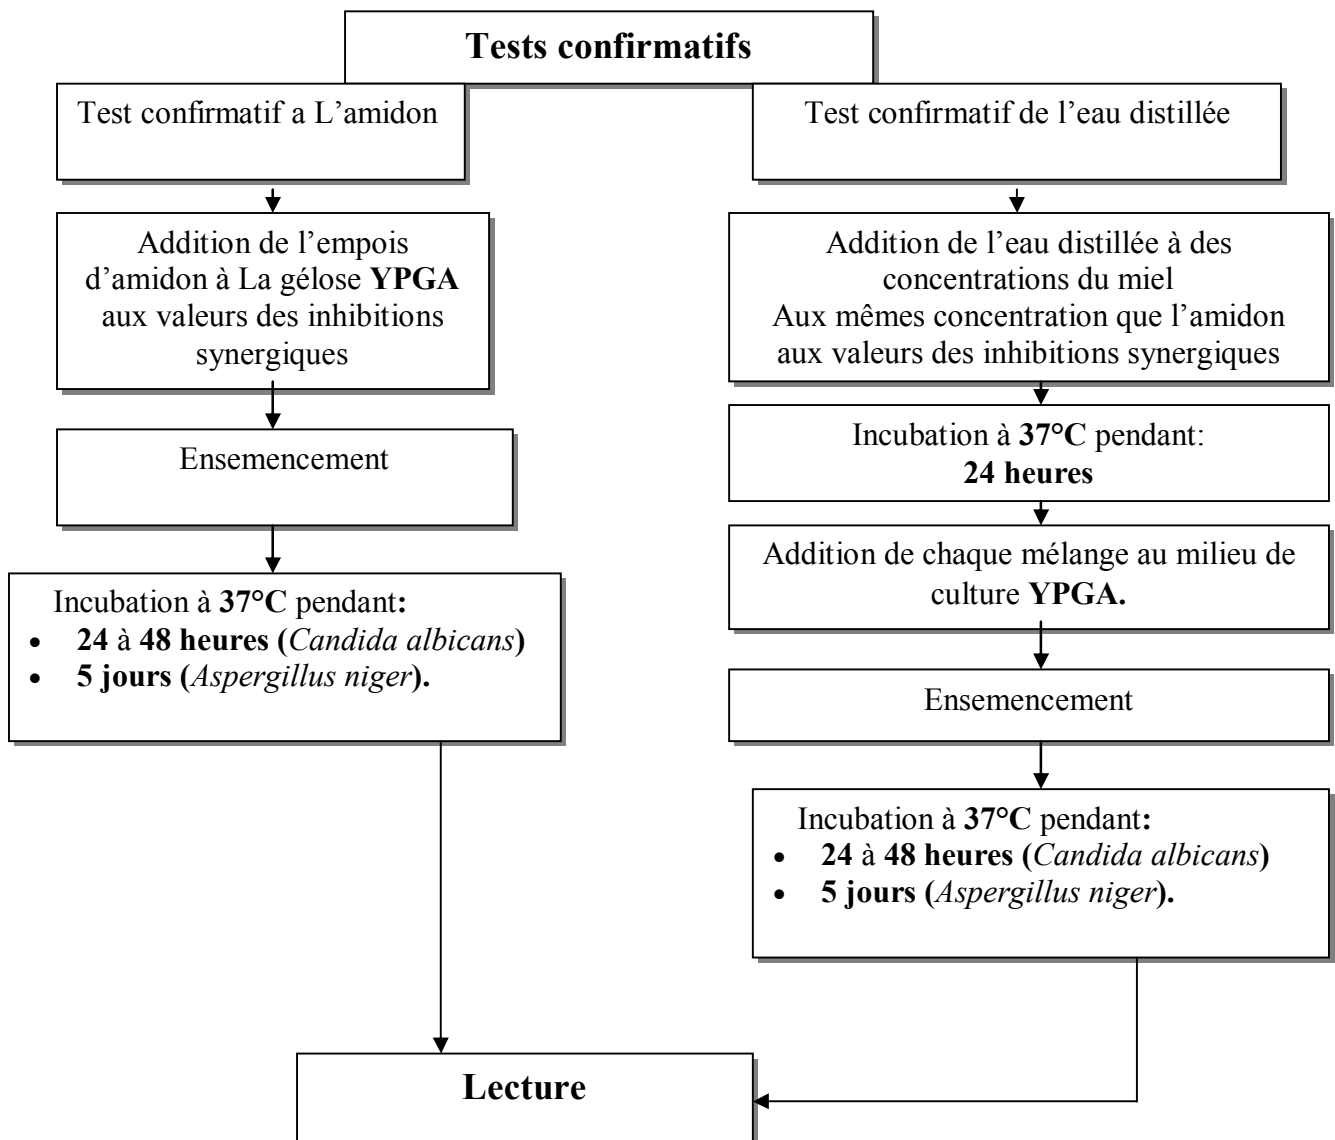 Tests confirmatifs
Test confirmatif a L’amidon
Addition de l’empois
d’amidon à La gélose YPGA
aux valeurs des inhibitions
synergiques
Ensemencement
Incubation à 37°C pendant:
• 24 à 48 heures (Candida albicans)
• 5 jours (Aspergillus niger).
Test confirmatif de l’eau distillée
Addition de l’eau distillée à des
concentrations du miel
Aux mêmes concentration que l’amidon
aux valeurs des inhibitions synergiques
Incubation à 37°C pendant:
24 heures
Addition de chaque mélange au milieu de
culture YPGA.
Ensemencement
Incubation à 37°C pendant:
• 24 à 48 heures (Candida albicans)
• 5 jours (Aspergillus niger).
Lecture